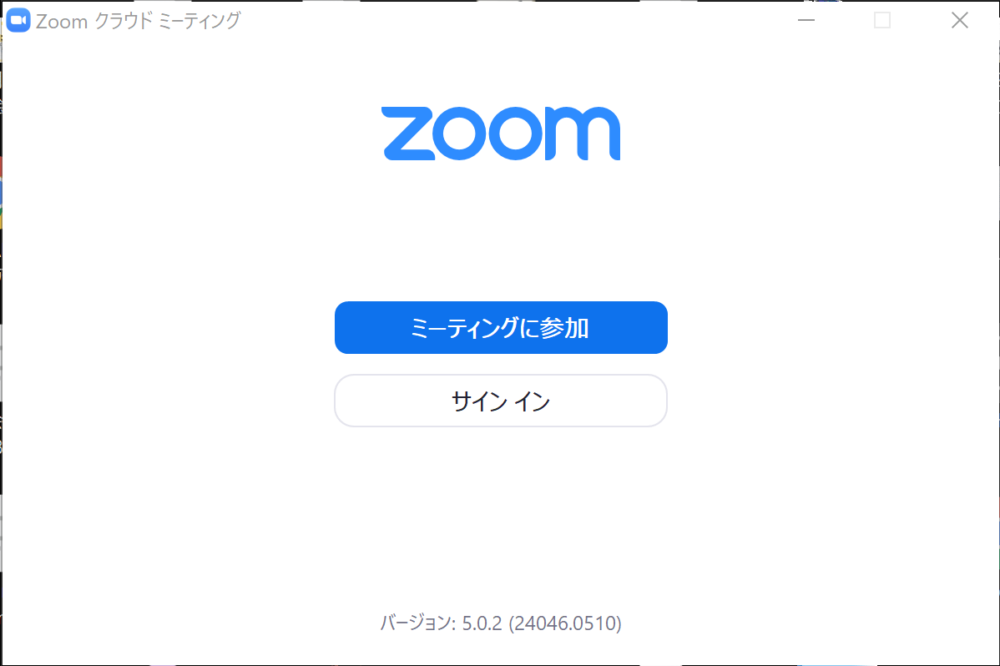 Zoom クラウド ミーティング
zoom
ミーティングに参加
サイン イン
バージョン: 5.0.2 (24046.0510)